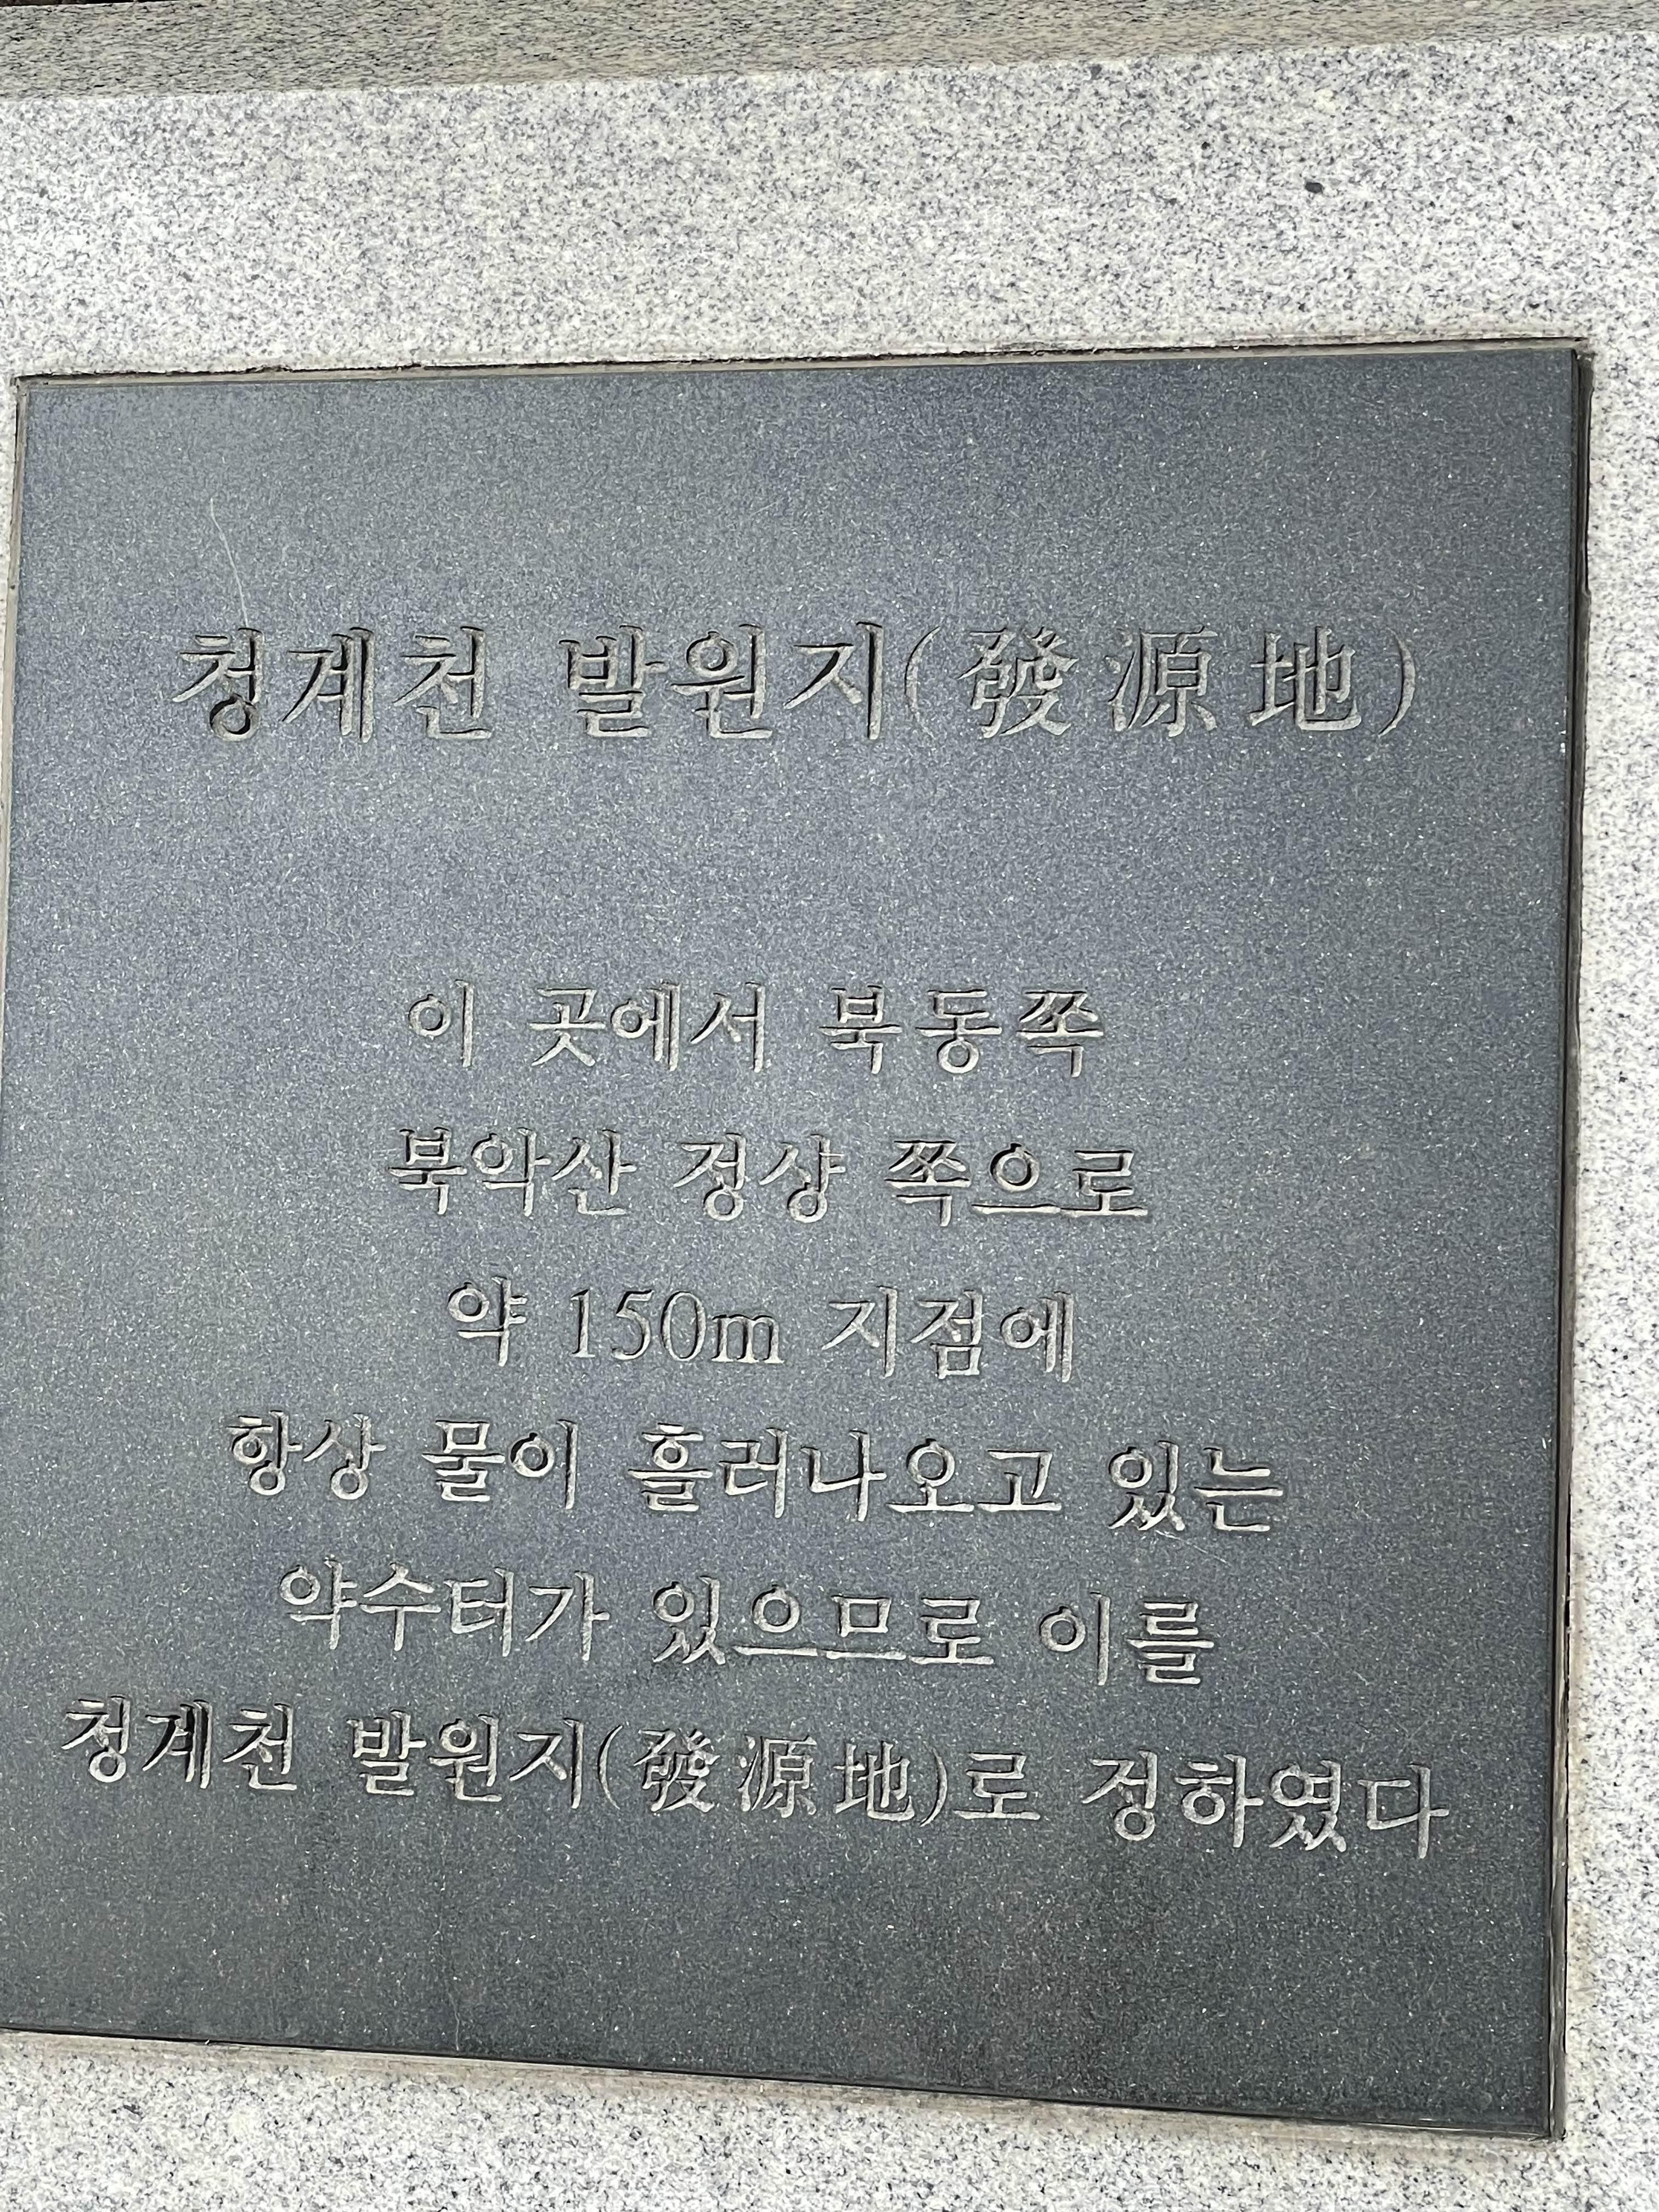 청계천 발원지(發源地)
이 곳에서 북동쪽
북악산 정상 쪽으로
약 150m 지점에
항상 물이 흘러나오고 있는
약수터가 있으므로 이를
청계천 발원지(發源地)로 정하였다